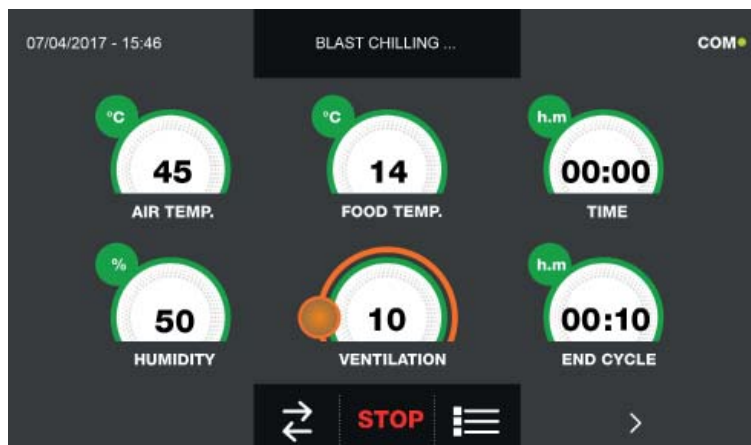 07/04/2017 - 15:46
BLAST CHILLING ...
COM
°C
45
AIR TEMP.
°C
14
FOOD TEMP.
h.m
00:00
TIME
%
50
HUMIDITY
10
VENTILATION
h.m
00:10
END CYCLE
STOP